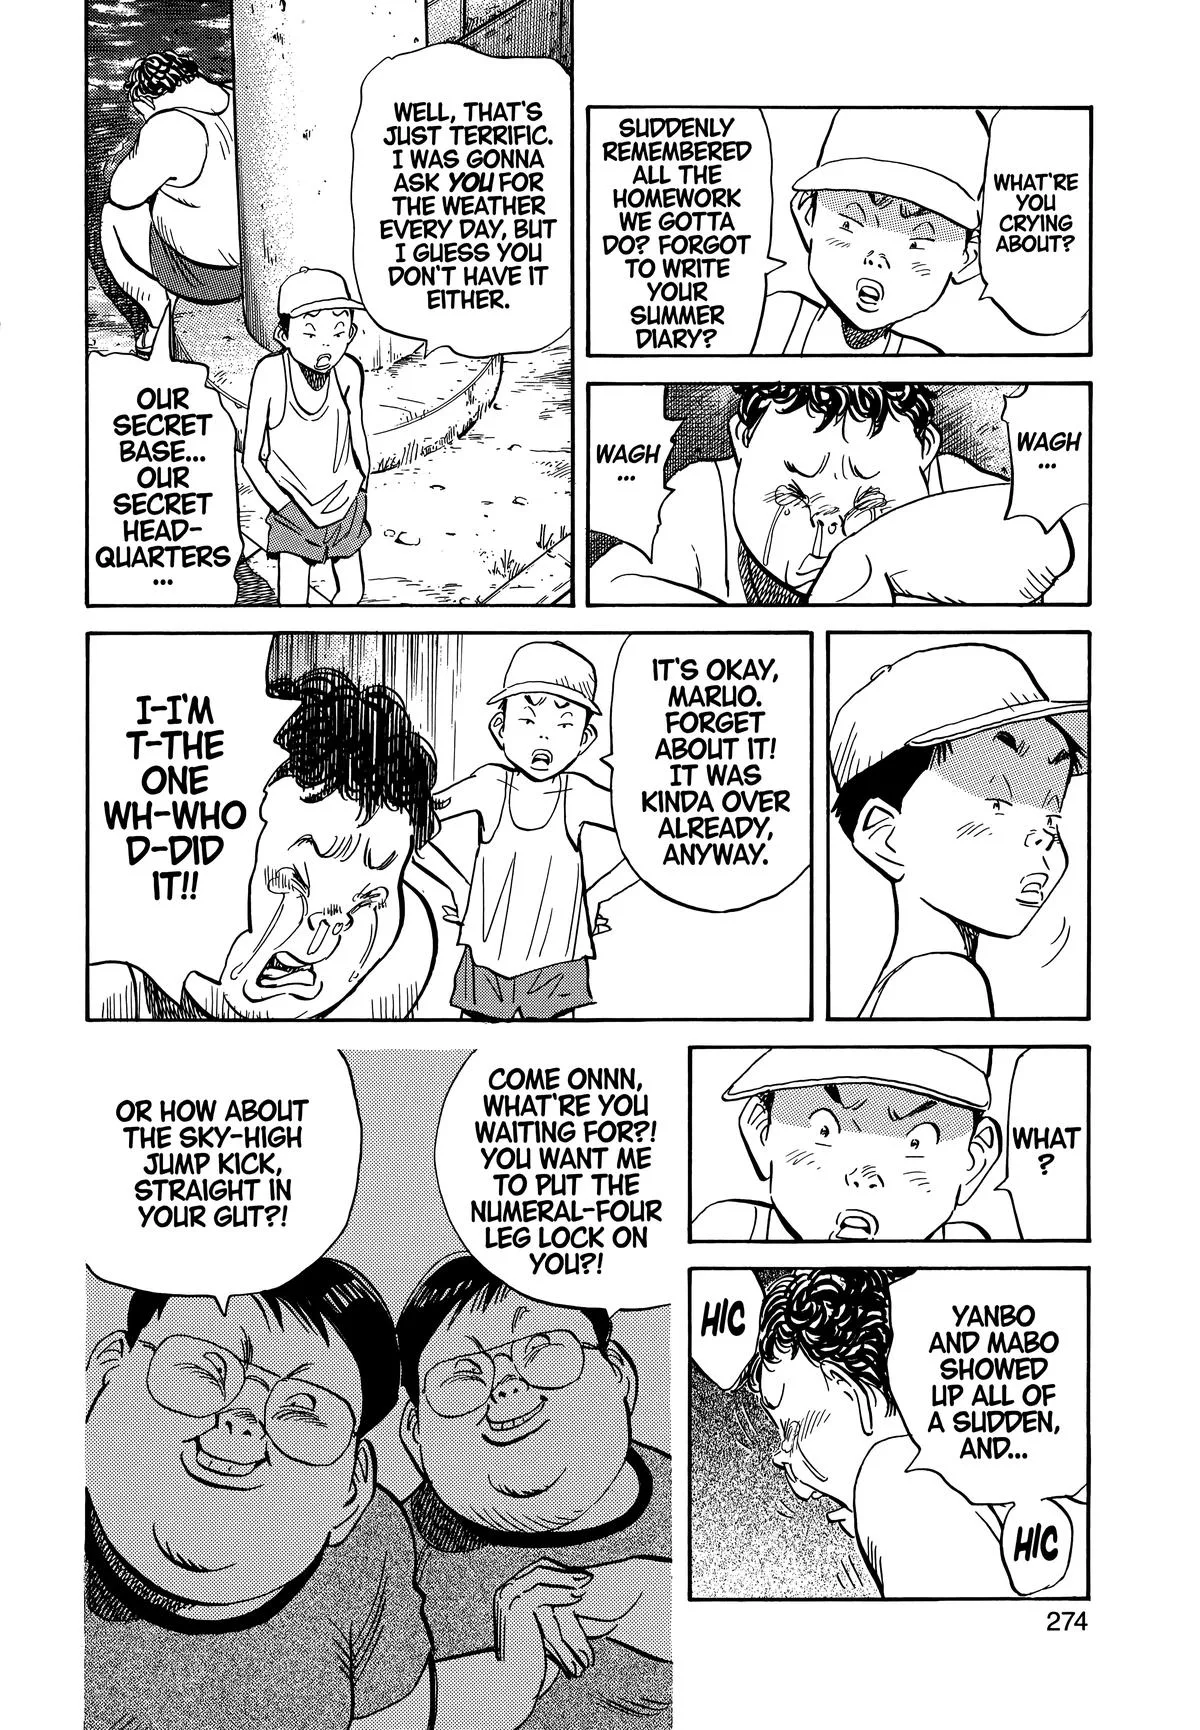 WHAT'RE
YOU
CRYING
ABOUT?
SUDDENLY
REMEMBERED
ALL THE
HOMEWORK
WE GOTTA
DO? FORGOT
TO WRITE
YOUR
SUMMER
DIARY?
WAGH
...
WAGH
...
WELL, THAT'S
JUST TERRIFIC.
I WAS GONNA
ASK YOU FOR
THE WEATHER
EVERY DAY, BUT
I GUESS YOU
DON'T HAVE IT
EITHER.
OUR
SECRET
BASE...
OUR
SECRET
HEAD-
QUARTERS
...
IT'S OKAY,
MARUO.
FORGET
ABOUT IT!
IT WAS
KINDA OVER
ALREADY,
ANYWAY.
I-I'M
T-THE
ONE
WH-WHO
D-DID
IT!!
WHAT
?
YANBO
AND MABO
SHOWED
UP ALL OF
A SUDDEN,
AND...
HIC
HIC
COME ONNN,
WHAT'RE YOU
WAITING FOR?!
YOU WANT ME
TO PUT THE
NUMERAL-FOUR
LEG LOCK ON
YOU?!
OR HOW ABOUT
THE SKY-HIGH
JUMP KICK,
STRAIGHT IN
YOUR GUT?!
274